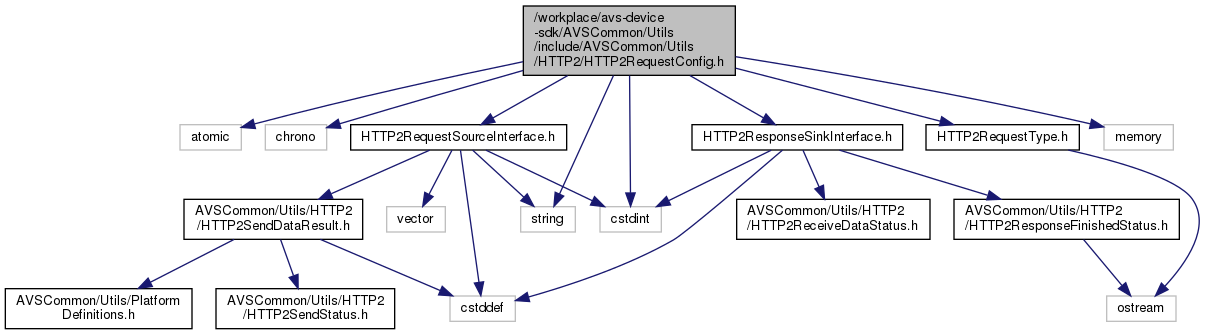 /workplace/avs-device
-sdk/AVSCommon/Utils
/include/AVSCommon/Utils
/HTTP2/HTTP2RequestConfig.h
atomic
chrono
HTTP2RequestSourceInterface.h
HTTP2ResponseSinkInterface.h
HTTP2RequestType.h
memory
AVSCommon/Utils/HTTP2
/HTTP2SendDataResult.h
vector
string
cstdint
AVSCommon/Utils/HTTP2
/HTTP2ReceiveDataStatus.h
AVSCommon/Utils/HTTP2
/HTTP2ResponseFinishedStatus.h
AVSCommon/Utils/Platform
Definitions.h
AVSCommon/Utils/HTTP2
/HTTP2SendStatus.h
cstddef
ostream